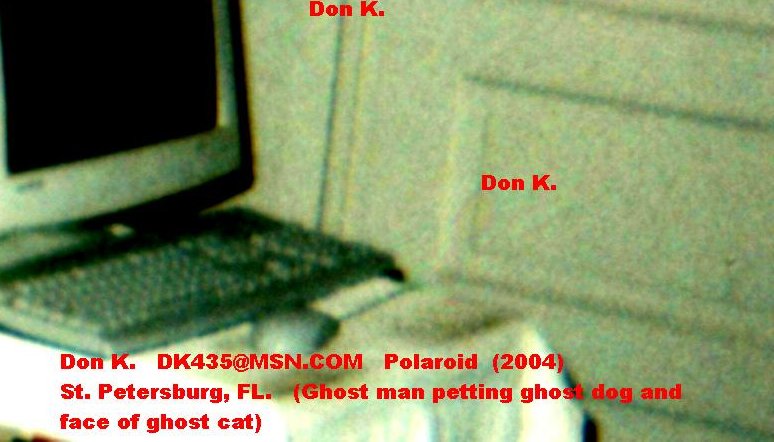 Don K.
Don K.
Don K. DK435@MSN.COM Polaroid (2004)
St. Petersburg, FL. (Ghost man petting ghost dog and
face of ghost cat)